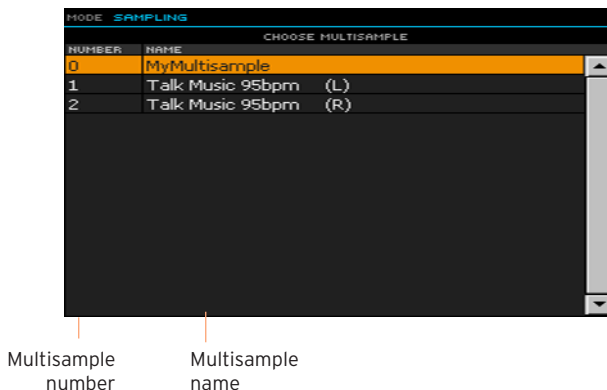 MODE SAMPLING
CHOOSE MULTISAMPLE
NUMBER NAME
0 MyMultisample
1 Talk Music 95bpm (L)
2 Talk Music 95bpm (R)
Multisample number
Multisample name